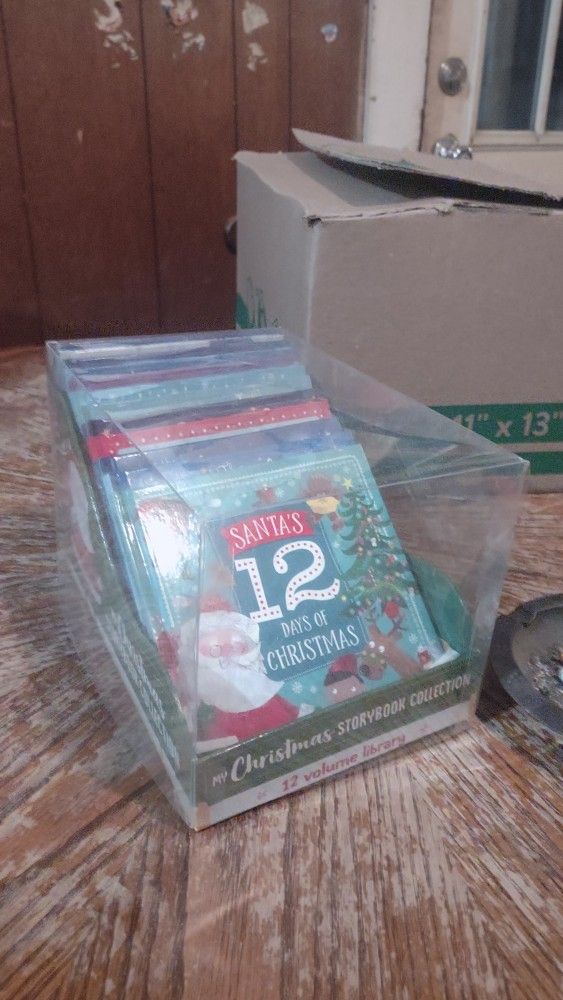 11" x 13"
SANTA'S
12
DAYS OF
CHRISTMAS
MY Christmas STORYBOOK COLLECTION
12 volume library